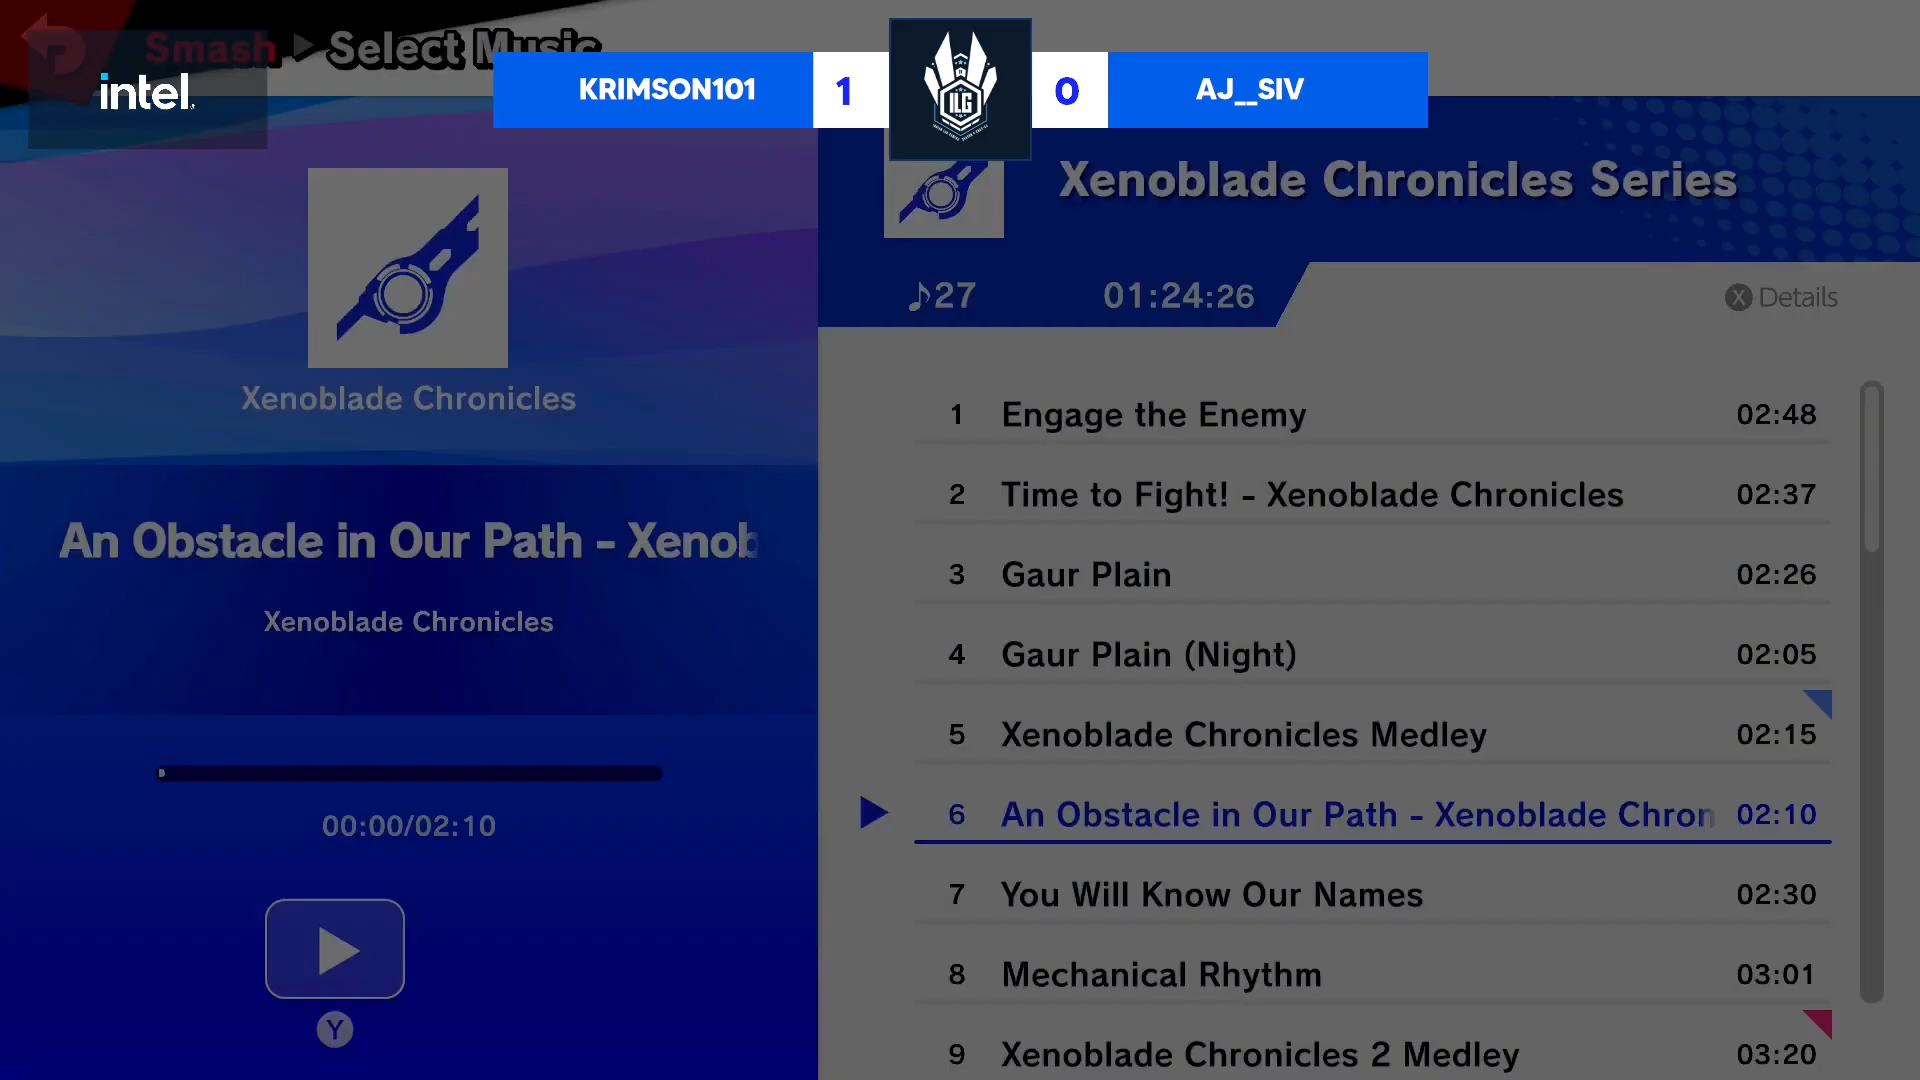 Smash Select Music
intel.
KRIMSON101 1 0 AJ__SIV
ILG
Xenoblade Chronicles
An Obstacle in Our Path - Xenob
Xenoblade Chronicles
00:00/02:10
Y
Xenoblade Chronicles Series
27 01:24:26
X Details
1 Engage the Enemy 02:48
2 Time to Fight! - Xenoblade Chronicles 02:37
3 Gaur Plain 02:26
4 Gaur Plain (Night) 02:05
5 Xenoblade Chronicles Medley 02:15
6 An Obstacle in Our Path - Xenoblade Chron 02:10
7 You Will Know Our Names 02:30
8 Mechanical Rhythm 03:01
9 Xenoblade Chronicles 2 Medley 03:20